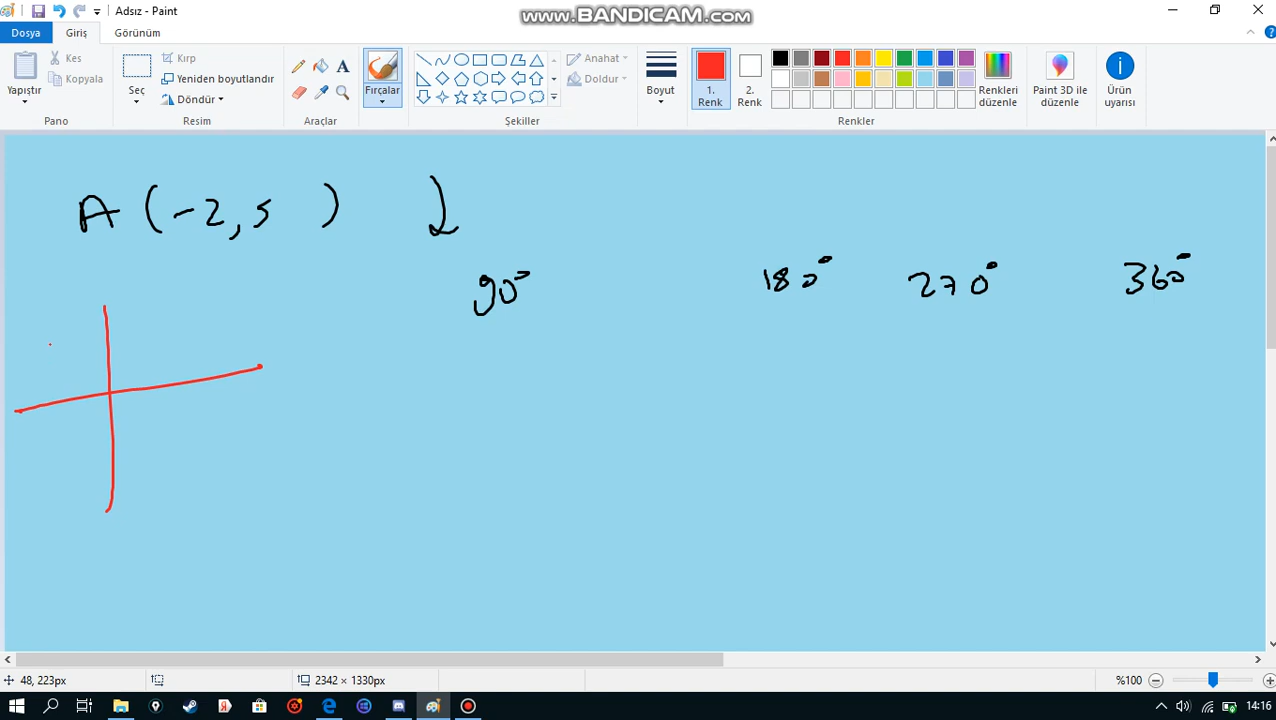 Adsız - Paint
www.BANDICAM.com
Dosya
Giriş
Görünüm
Yapıştır
Kes
Kopyala
Pano
Seç
Kırp
Yeniden boyutlandır
Döndür
Resim
A
Araçlar
Fırçalar
Anahat
Doldur
Şekiller
Boyut
1. Renk
2. Renk
Renkleri düzenle
Renkler
Paint 3D ile düzenle
Ürün uyarısı
A (-2,5 )
90° 180° 270° 360°
48, 223px
2342 × 1330px
%100
14:16